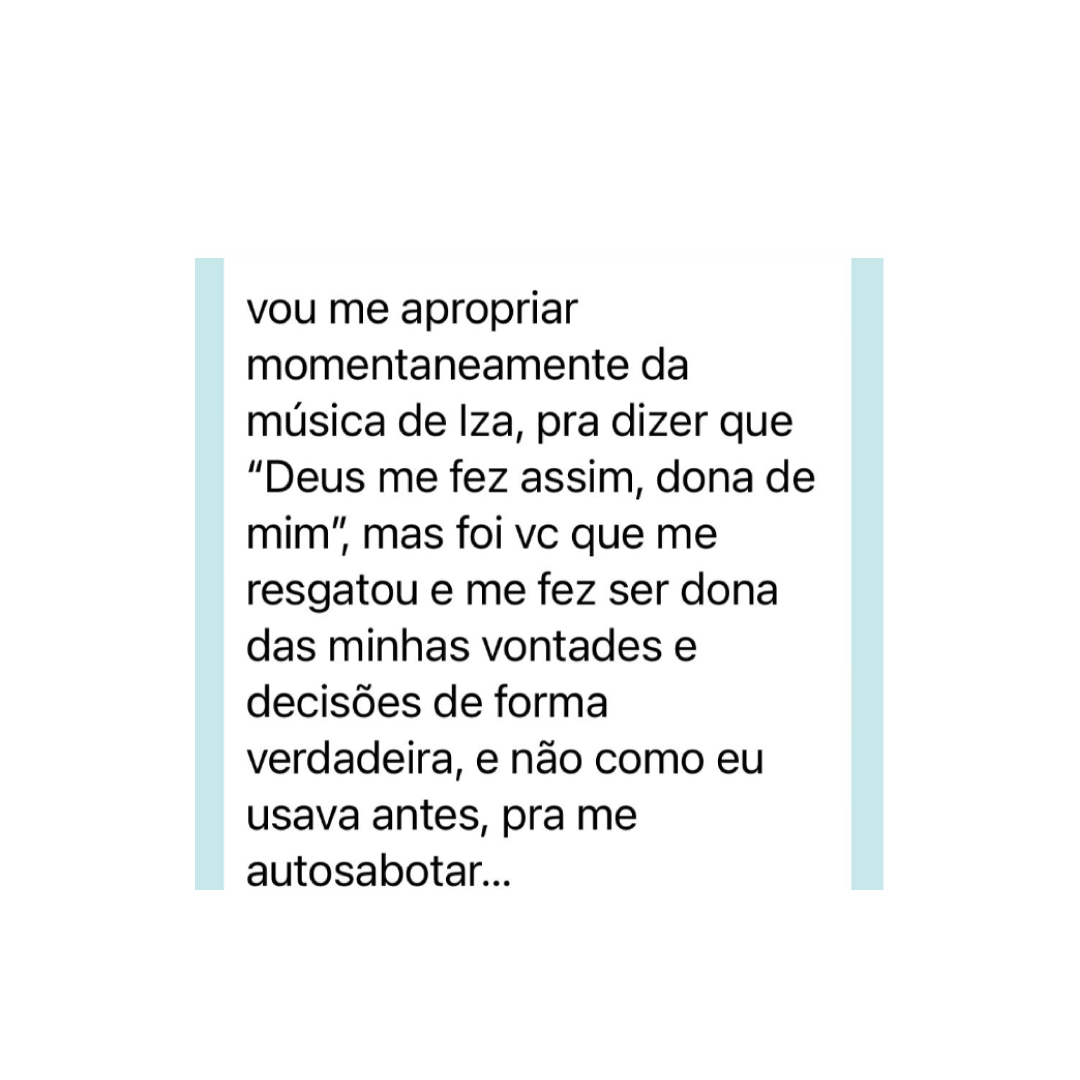 vou me apropriar
momentaneamente da
música de Iza, pra dizer que
“Deus me fez assim, dona de
mim”, mas foi vc que me
resgatou e me fez ser dona
das minhas vontades e
decisões de forma
verdadeira, e não como eu
usava antes, pra me
autosabotar...